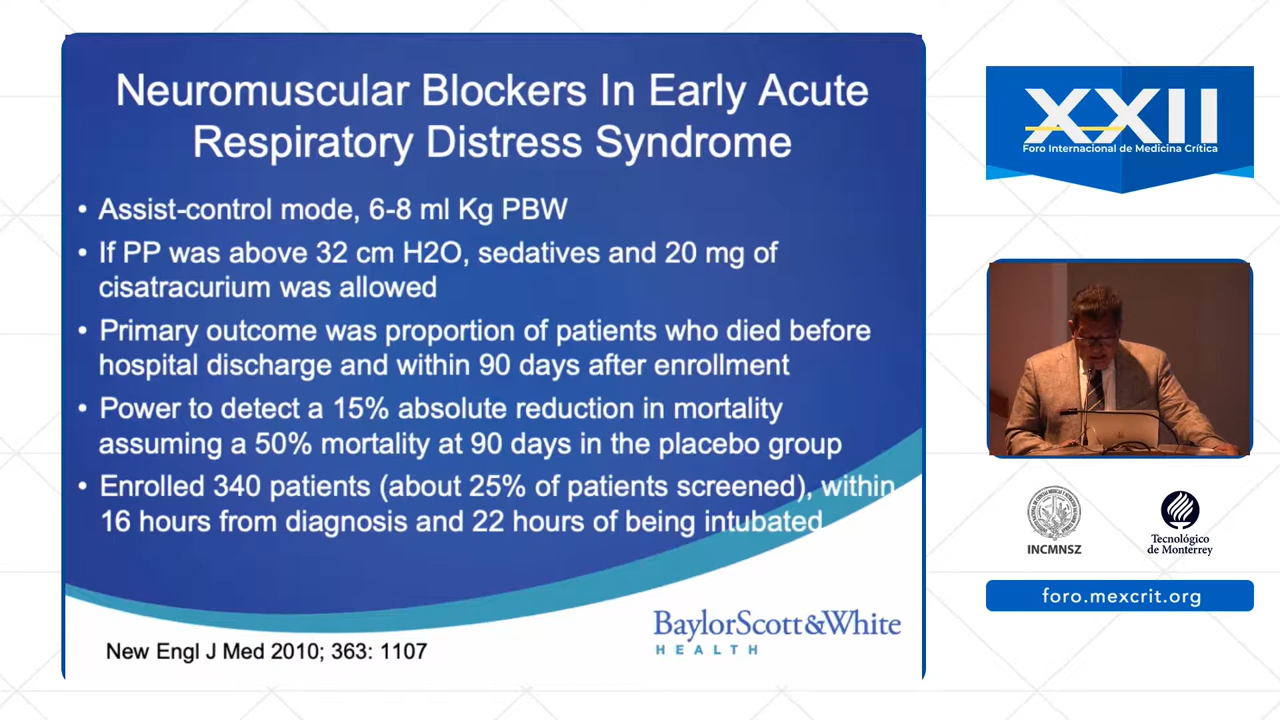 Neuromuscular Blockers In Early Acute
Respiratory Distress Syndrome
• Assist-control mode, 6-8 ml Kg PBW
• If PP was above 32 cm H2O, sedatives and 20 mg of
cisatracurium was allowed
• Primary outcome was proportion of patients who died before
hospital discharge and within 90 days after enrollment
• Power to detect a 15% absolute reduction in mortality
assuming a 50% mortality at 90 days in the placebo group
• Enrolled 340 patients (about 25% of patients screened), within
16 hours from diagnosis and 22 hours of being intubated
New Engl J Med 2010; 363: 1107
BaylorScott&White
HEALTH
XXII
Foro Internacional de Medicina Crítica
INCMNSZ
Tecnológico
de Monterrey
foro.mexcrit.org